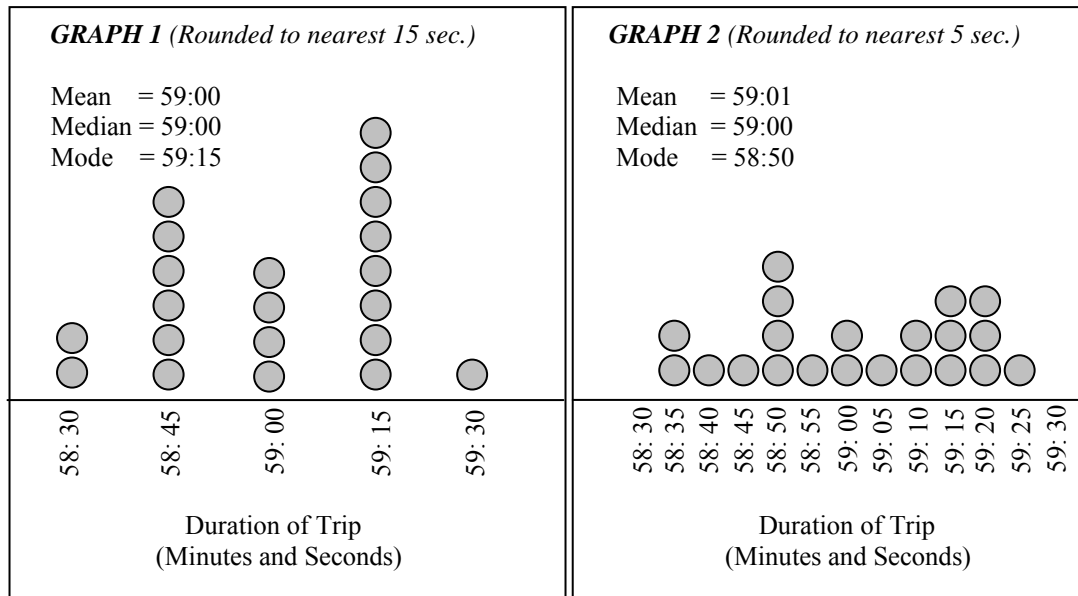 GRAPH 1 (Rounded to nearest 15 sec.)
Mean = 59:00
Median = 59:00
Mode = 59:15
58: 30
58: 45
59: 00
59: 15
59: 30
Duration of Trip
(Minutes and Seconds)
GRAPH 2 (Rounded to nearest 5 sec.)
Mean = 59:01
Median = 59:00
Mode = 58:50
58: 30
58: 35
58: 40
58: 45
58: 50
58: 55
59: 00
59: 05
59: 10
59: 15
59: 20
59: 25
59: 30
Duration of Trip
(Minutes and Seconds)